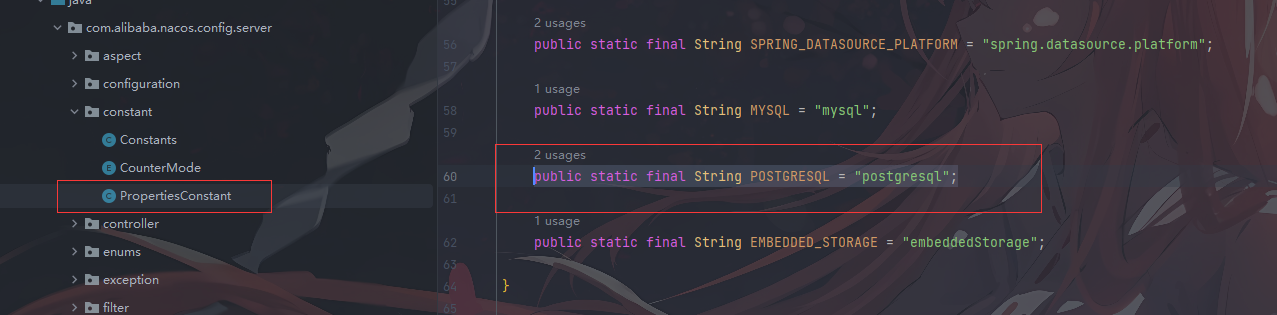 java
com.alibaba.nacos.config.server
aspect
configuration
constant
Constants
CounterMode
PropertiesConstant
controller
enums
exception
filter
55
2 usages
56 public static final String SPRING_DATASOURCE_PLATFORM = "spring.datasource.platform";
57
1 usage
58 public static final String MYSQL = "mysql";
59
2 usages
60 public static final String POSTGRESQL = "postgresql";
61
1 usage
62 public static final String EMBEDDED_STORAGE = "embeddedStorage";
63
64 }
65